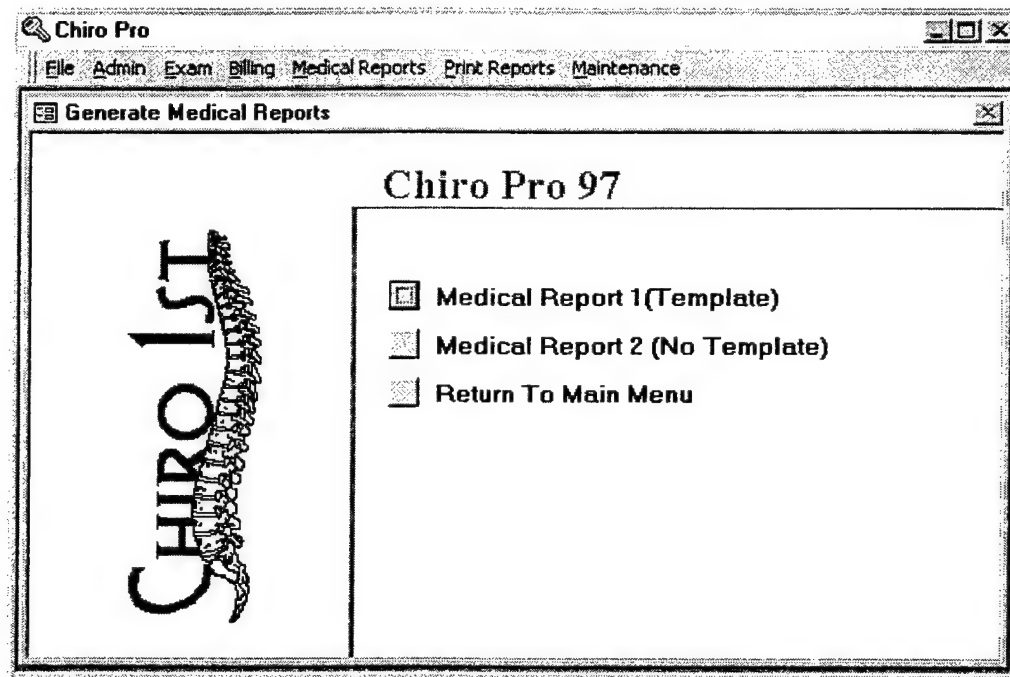 Chiro Pro
File Admin Exam Billing Medical Reports Print Reports Maintenance
Generate Medical Reports
Chiro Pro 97
CHIRO 1ST
Medical Report 1(Template)
Medical Report 2 (No Template)
Return To Main Menu